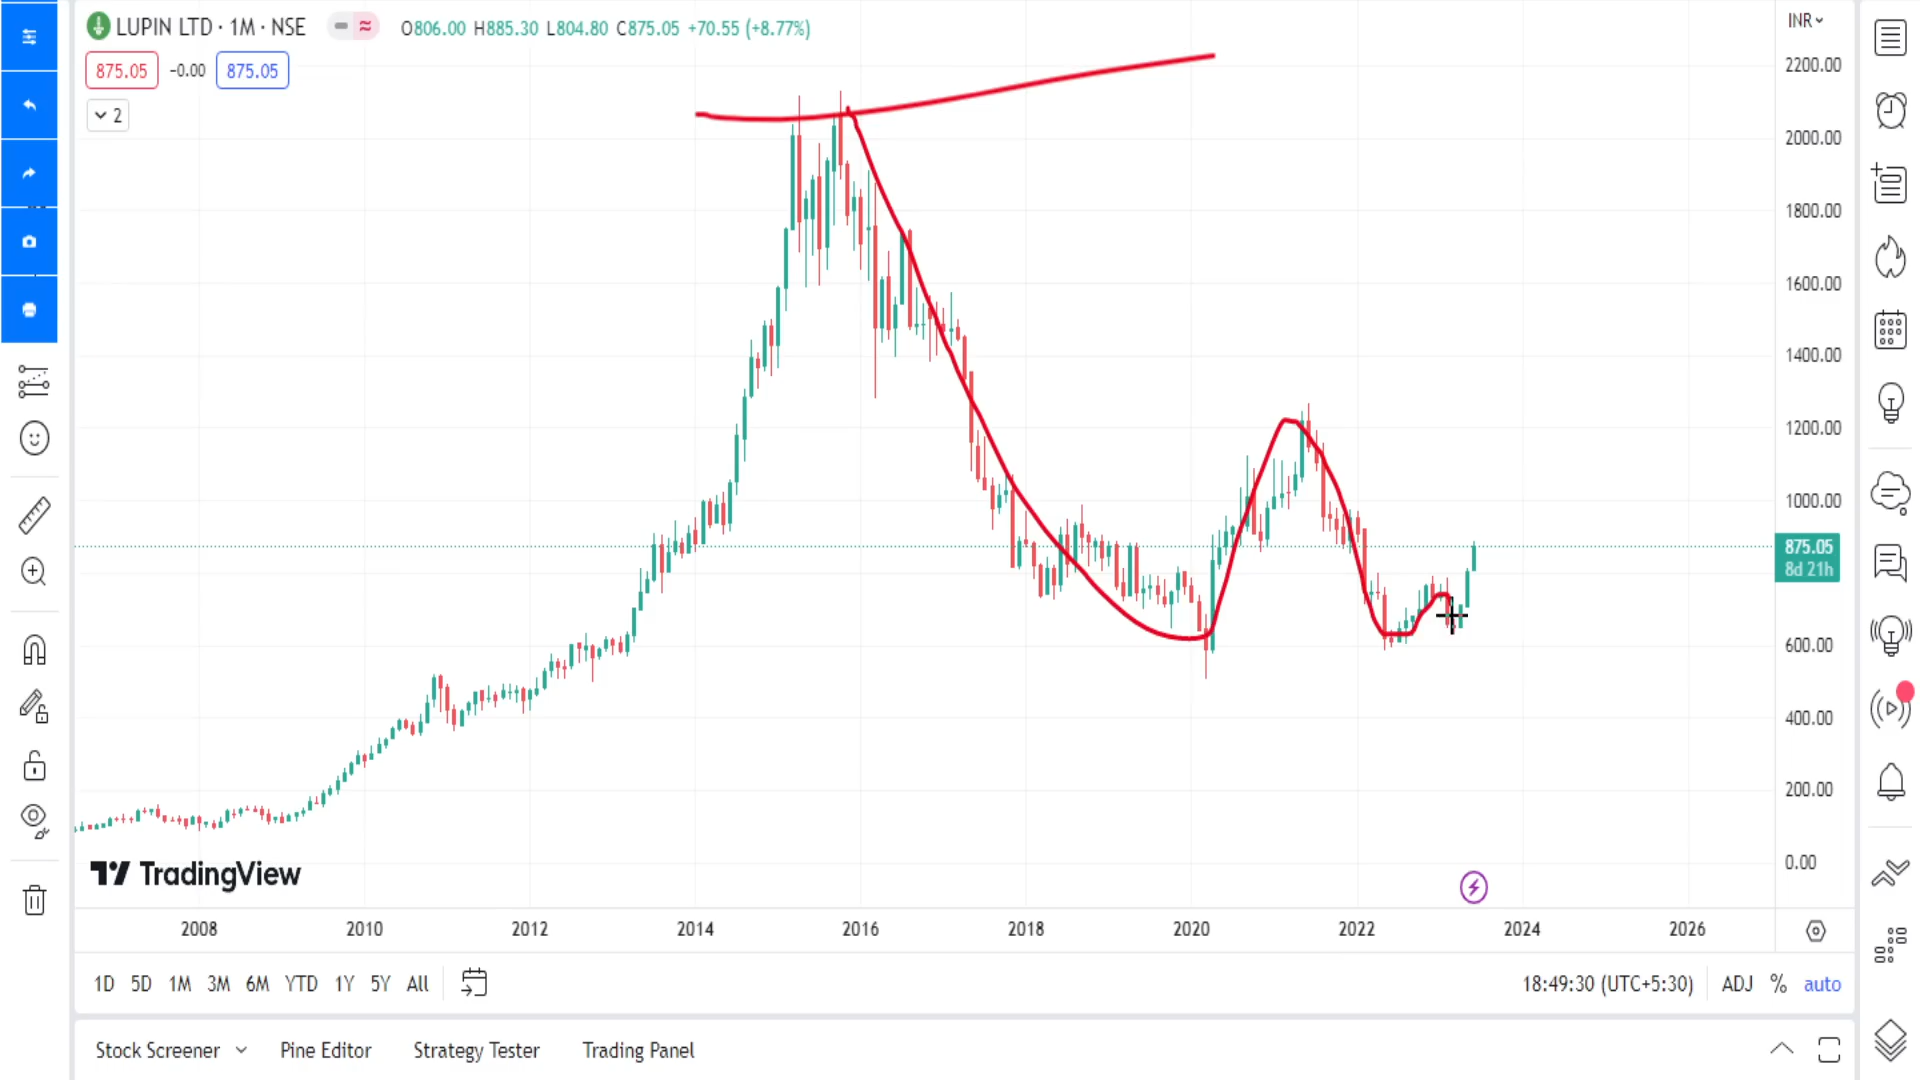 LUPIN LTD · 1M · NSE
O806.00 H885.30 L804.80 C875.05 +70.55 (+8.77%)
INR
875.05 -0.00 875.05
2
2200.00
2000.00
1800.00
1600.00
1400.00
1200.00
1000.00
875.05
8d 21h
600.00
400.00
200.00
0.00
TradingView
2008 2010 2012 2014 2016 2018 2020 2022 2024 2026
1D 5D 1M 3M 6M YTD 1Y 5Y All
18:49:30 (UTC+5:30) ADJ % auto
Stock Screener Pine Editor Strategy Tester Trading Panel